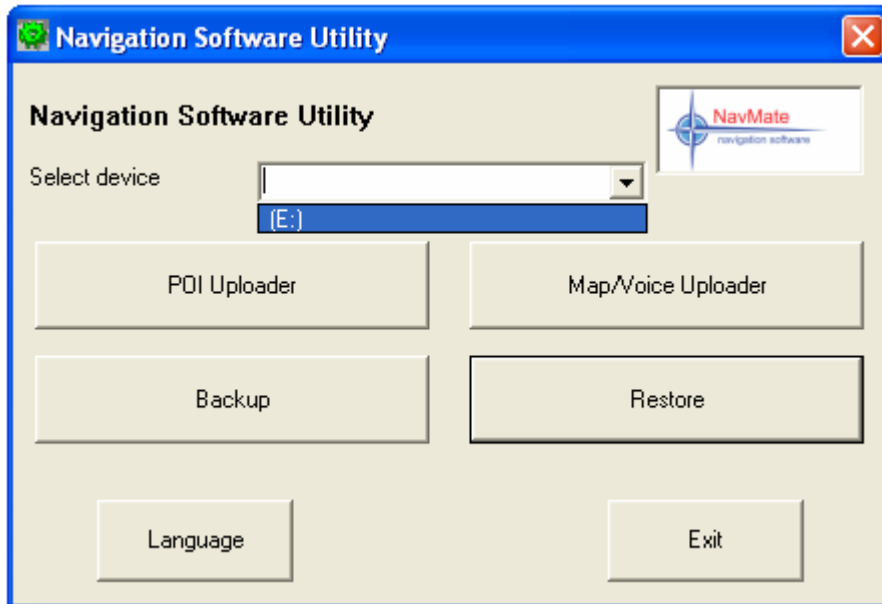 Navigation Software Utility
Navigation Software Utility
NavMate
navigation software
Select device
(E:)
POI Uploader
Map/Voice Uploader
Backup
Restore
Language
Exit